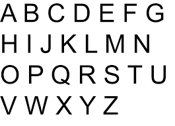 A B C D E F G
H I J K L M N
O P Q R S T U
V W X Y Z